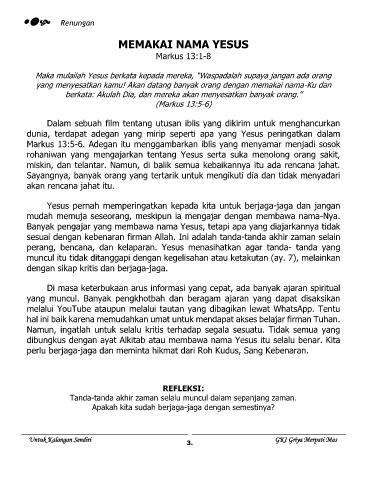 Renungan
MEMAKAI NAMA YESUS
Markus 13:1-8
Maka mulailah Yesus berkata kepada mereka, "Waspadalah supaya jangan ada orang
yang menyesatkan kamu! Akan datang banyak orang dengan memakai nama-Ku dan
berkata: Akulah Dia, dan mereka akan menyesatkan banyak orang."
(Markus 13:5-6)
Dalam sebuah film tentang utusan iblis yang dikirim untuk menghancurkan
dunia, terdapat adegan yang mirip seperti apa yang Yesus peringatkan dalam
Markus 13:5-6. Adegan itu menggambarkan iblis yang menyamar menjadi sosok
rohaniwan yang mengajarkan tentang Yesus serta suka menolong orang sakit,
miskin, dan telantar. Namun, di balik semua kebaikannya itu ada rencana jahat.
Sayangnya, banyak orang yang tertarik untuk mengikuti dia dan tidak menyadari
akan rencana jahat itu.
Yesus pernah memperingatkan kepada kita untuk berjaga-jaga dan jangan
mudah memuja seseorang, meskipun ia mengajar dengan membawa nama-Nya.
Banyak pengajar yang membawa nama Yesus, tetapi apa yang diajarkannya tidak
sesuai dengan kebenaran firman Allah. Ini adalah tanda-tanda akhir zaman selain
perang, bencana, dan kelaparan. Yesus menasihatkan agar tanda- tanda yang
muncul itu tidak ditanggapi dengan kegelisahan atau ketakutan (ay. 7), melainkan
dengan sikap kritis dan berjaga-jaga.
Di masa keterbukaan arus informasi yang cepat, ada banyak ajaran spiritual
yang muncul. Banyak pengkhotbah dan beragam ajaran yang dapat disaksikan
melalui YouTube ataupun melalui tautan yang dibagikan lewat WhatsApp. Tentu
hal ini baik karena memudahkan umat untuk mendapat akses belajar firman Tuhan.
Namun, ingatlah untuk selalu kritis terhadap segala sesuatu. Tidak semua yang
dibungkus dengan ayat Alkitab atau membawa nama Yesus itu selalu benar. Kita
perlu berjaga-jaga dan meminta hikmat dari Roh Kudus, Sang Kebenaran.
REFLEKSI:
Tanda-tanda akhir zaman selalu muncul dalam sepanjang zaman.
Apakah kita sudah berjaga-jaga dengan semestinya?
Untuk Kalangan Sendiri
3.
GKI Griya Merpati Mas